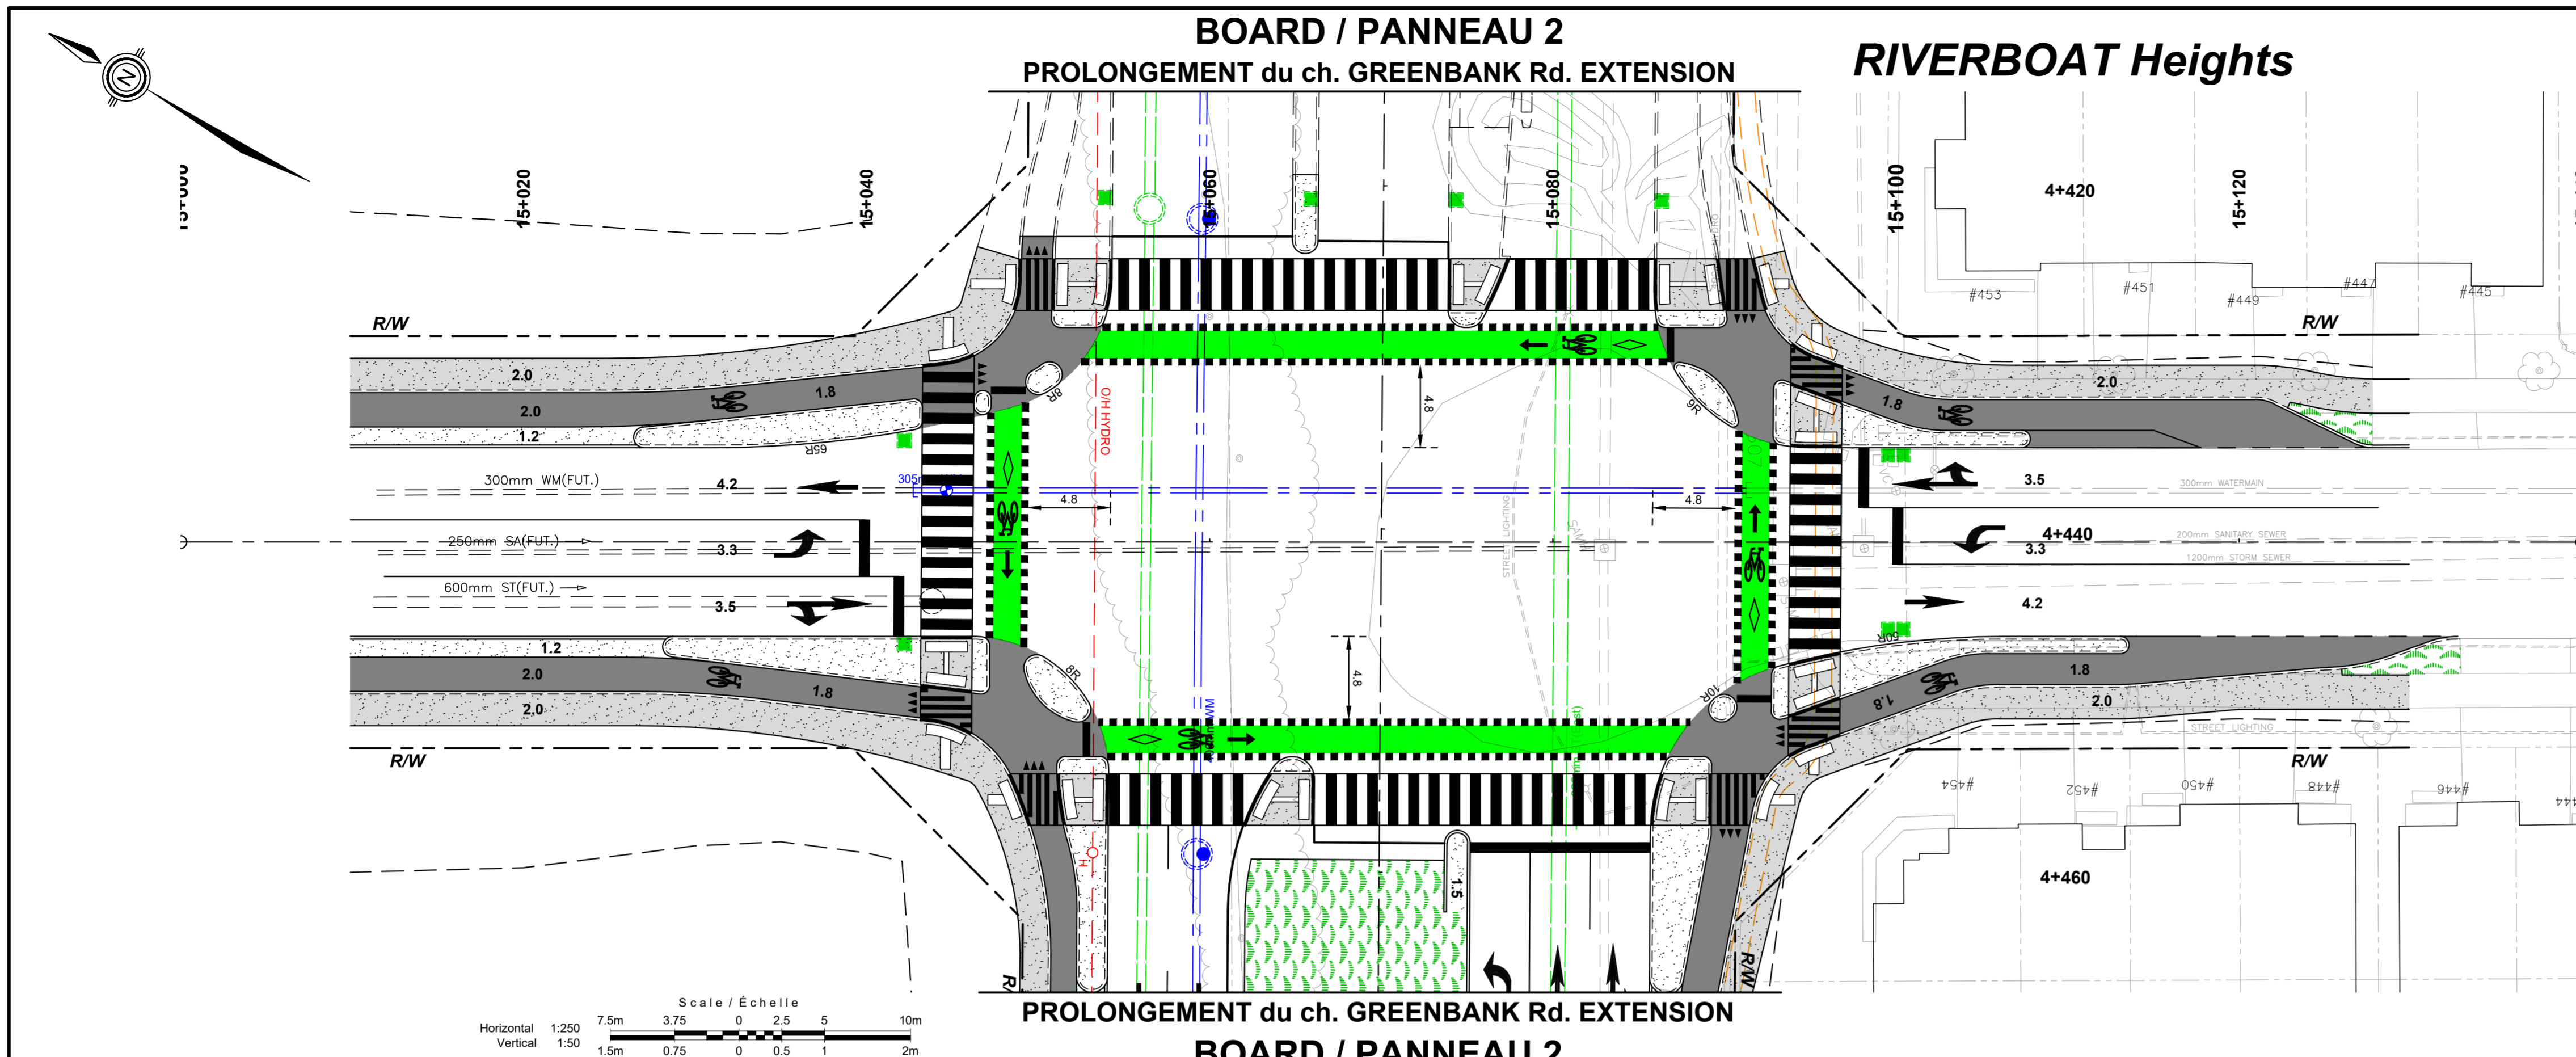 BOARD / PANNEAU 2
PROLONGEMENT du ch. GREENBANK Rd. EXTENSION
RIVERBOAT Heights
N
15+020
15+040
15+060
15+080
15+100
4+420
15+120
#453
#451
#449
#447
#445
R/W
R/W
2.0
1.8
2.0
1.2
65R
8R
O/H HYDRO
4.8
9R
1.8
2.0
300mm WM(FUT.)
4.2
4.8
4.8
3.5
300mm WATERMAIN
250mm SA(FUT.)
3.3
STREET LIGHTING
4+440
3.3
200mm SANITARY SEWER
1200mm STORM SEWER
600mm ST(FUT.)
3.5
4.2
50R
1.2
2.0
1.8
2.0
8R
4.8
10R
1.8
1.8
2.0
STREET LIGHTING
R/W
R/W
#454
#452
#450
#448
#446
H
1.5
4+460
R/W
Scale / Échelle
Horizontal 1:250
7.5m 3.75 0 2.5 5 10m
Vertical 1:50
1.5m 0.75 0 0.5 1 2m
PROLONGEMENT du ch. GREENBANK Rd. EXTENSION
BOARD / PANNEAU 2